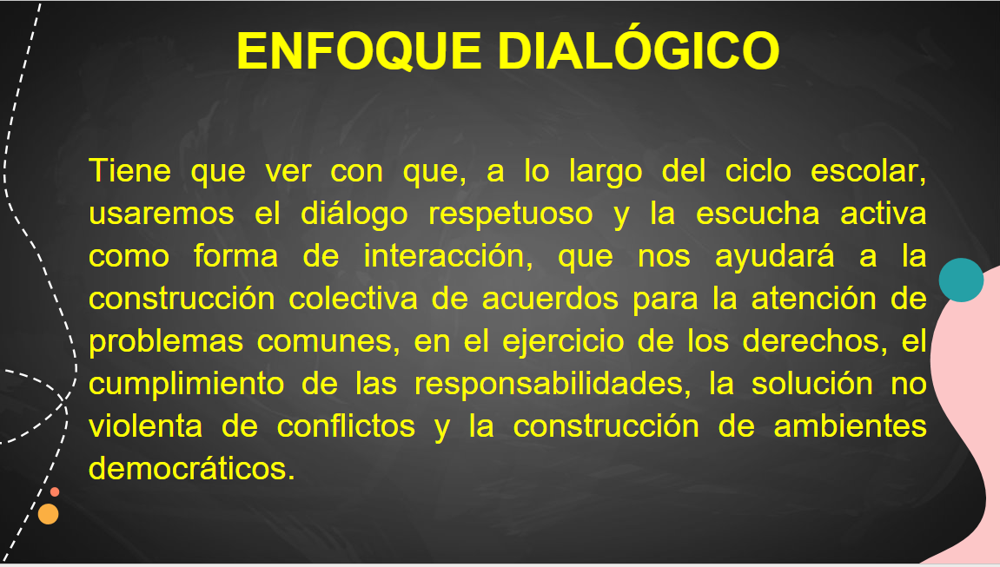 ENFOQUE DIALÓGICO
Tiene que ver con que, a lo largo del ciclo escolar,
usaremos el diálogo respetuoso y la escucha activa
como forma de interacción, que nos ayudará a la
construcción colectiva de acuerdos para la atención de
problemas comunes, en el ejercicio de los derechos, el
cumplimiento de las responsabilidades, la solución no
violenta de conflictos y la construcción de ambientes
democráticos.